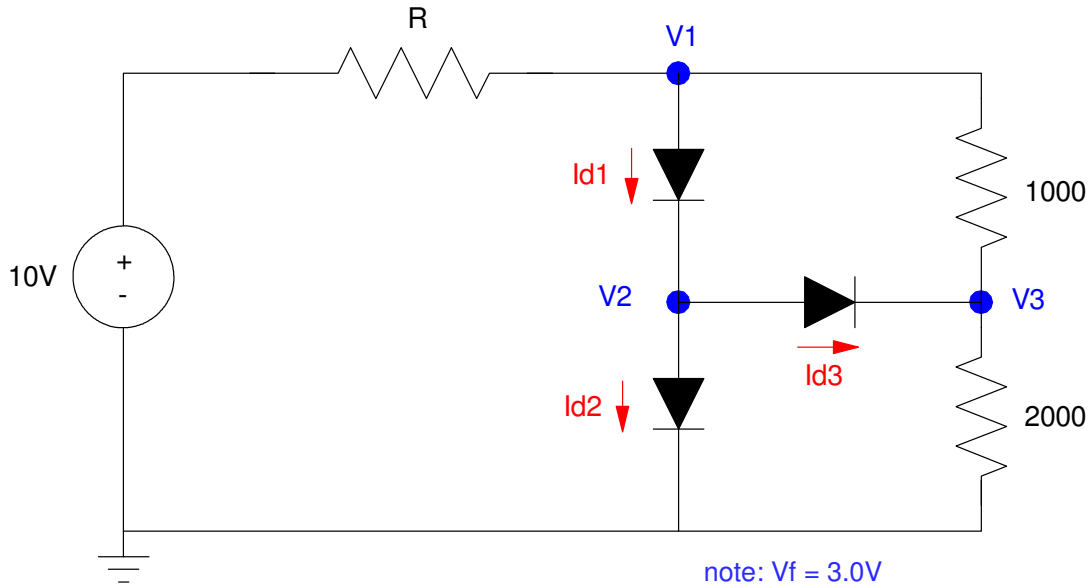 R
V1
Id1
1000
10V
+
-
V2
V3
Id3
Id2
2000
note: Vf = 3.0V